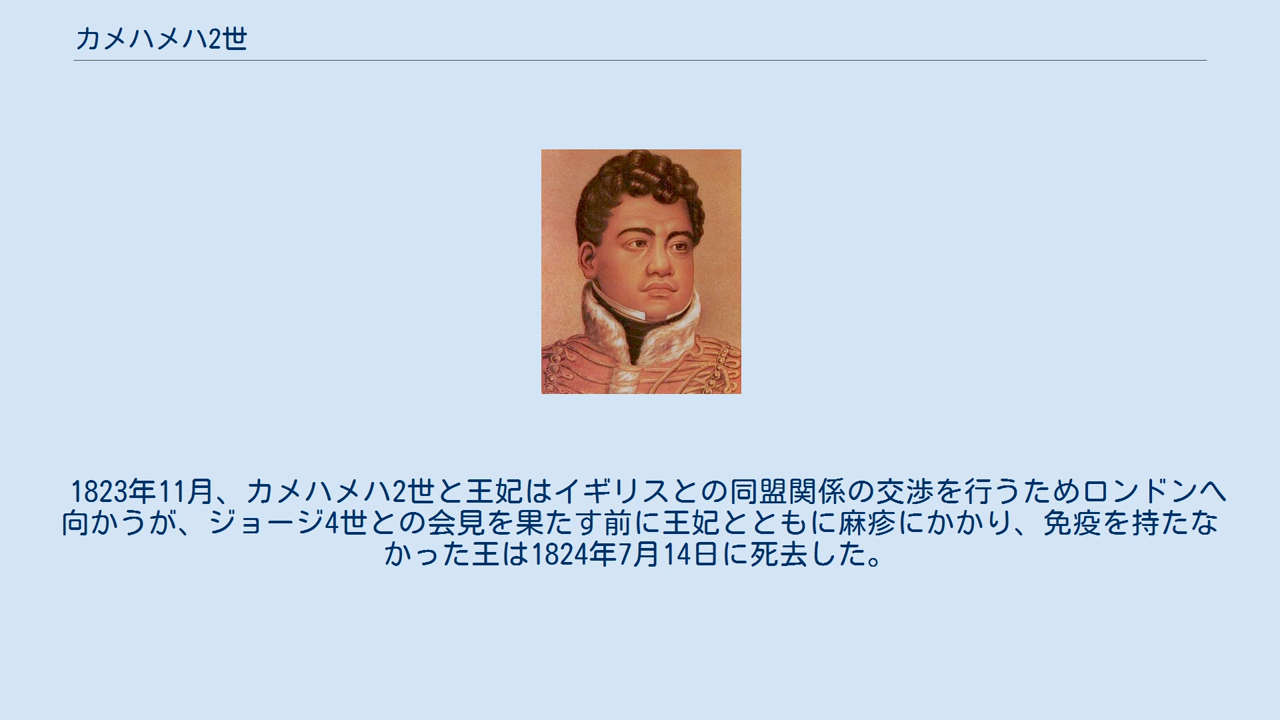 カメハメハ2世
1823年11月、カメハメハ2世と王妃はイギリスとの同盟関係の交渉を行うためロンドンへ
向かうが、ジョージ4世との会見を果たす前に王妃とともに麻疹にかかり、免疫を持たな
かった王は1824年7月14日に死去した。